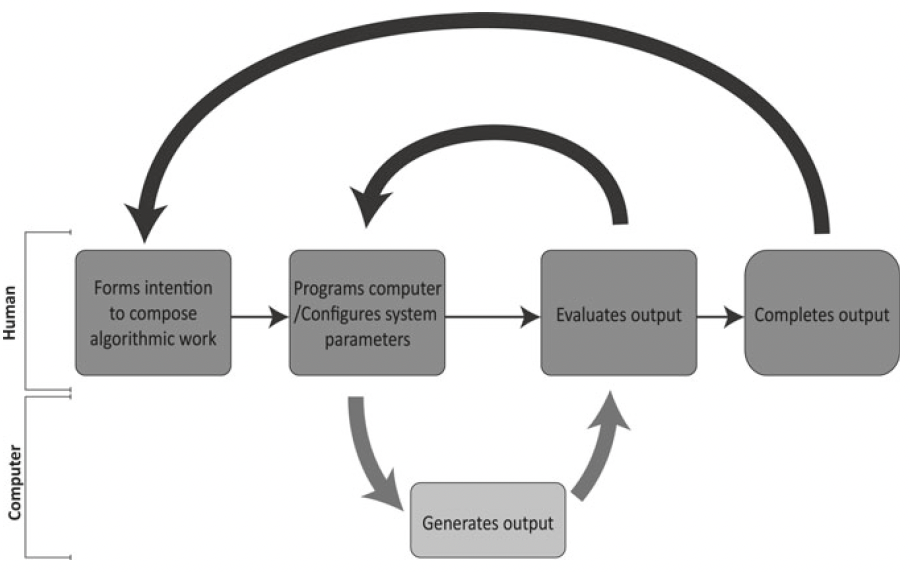 Human
Forms intention
to compose
algorithmic work
Programs computer
/Configures system
parameters
Evaluates output
Completes output
Computer
Generates output